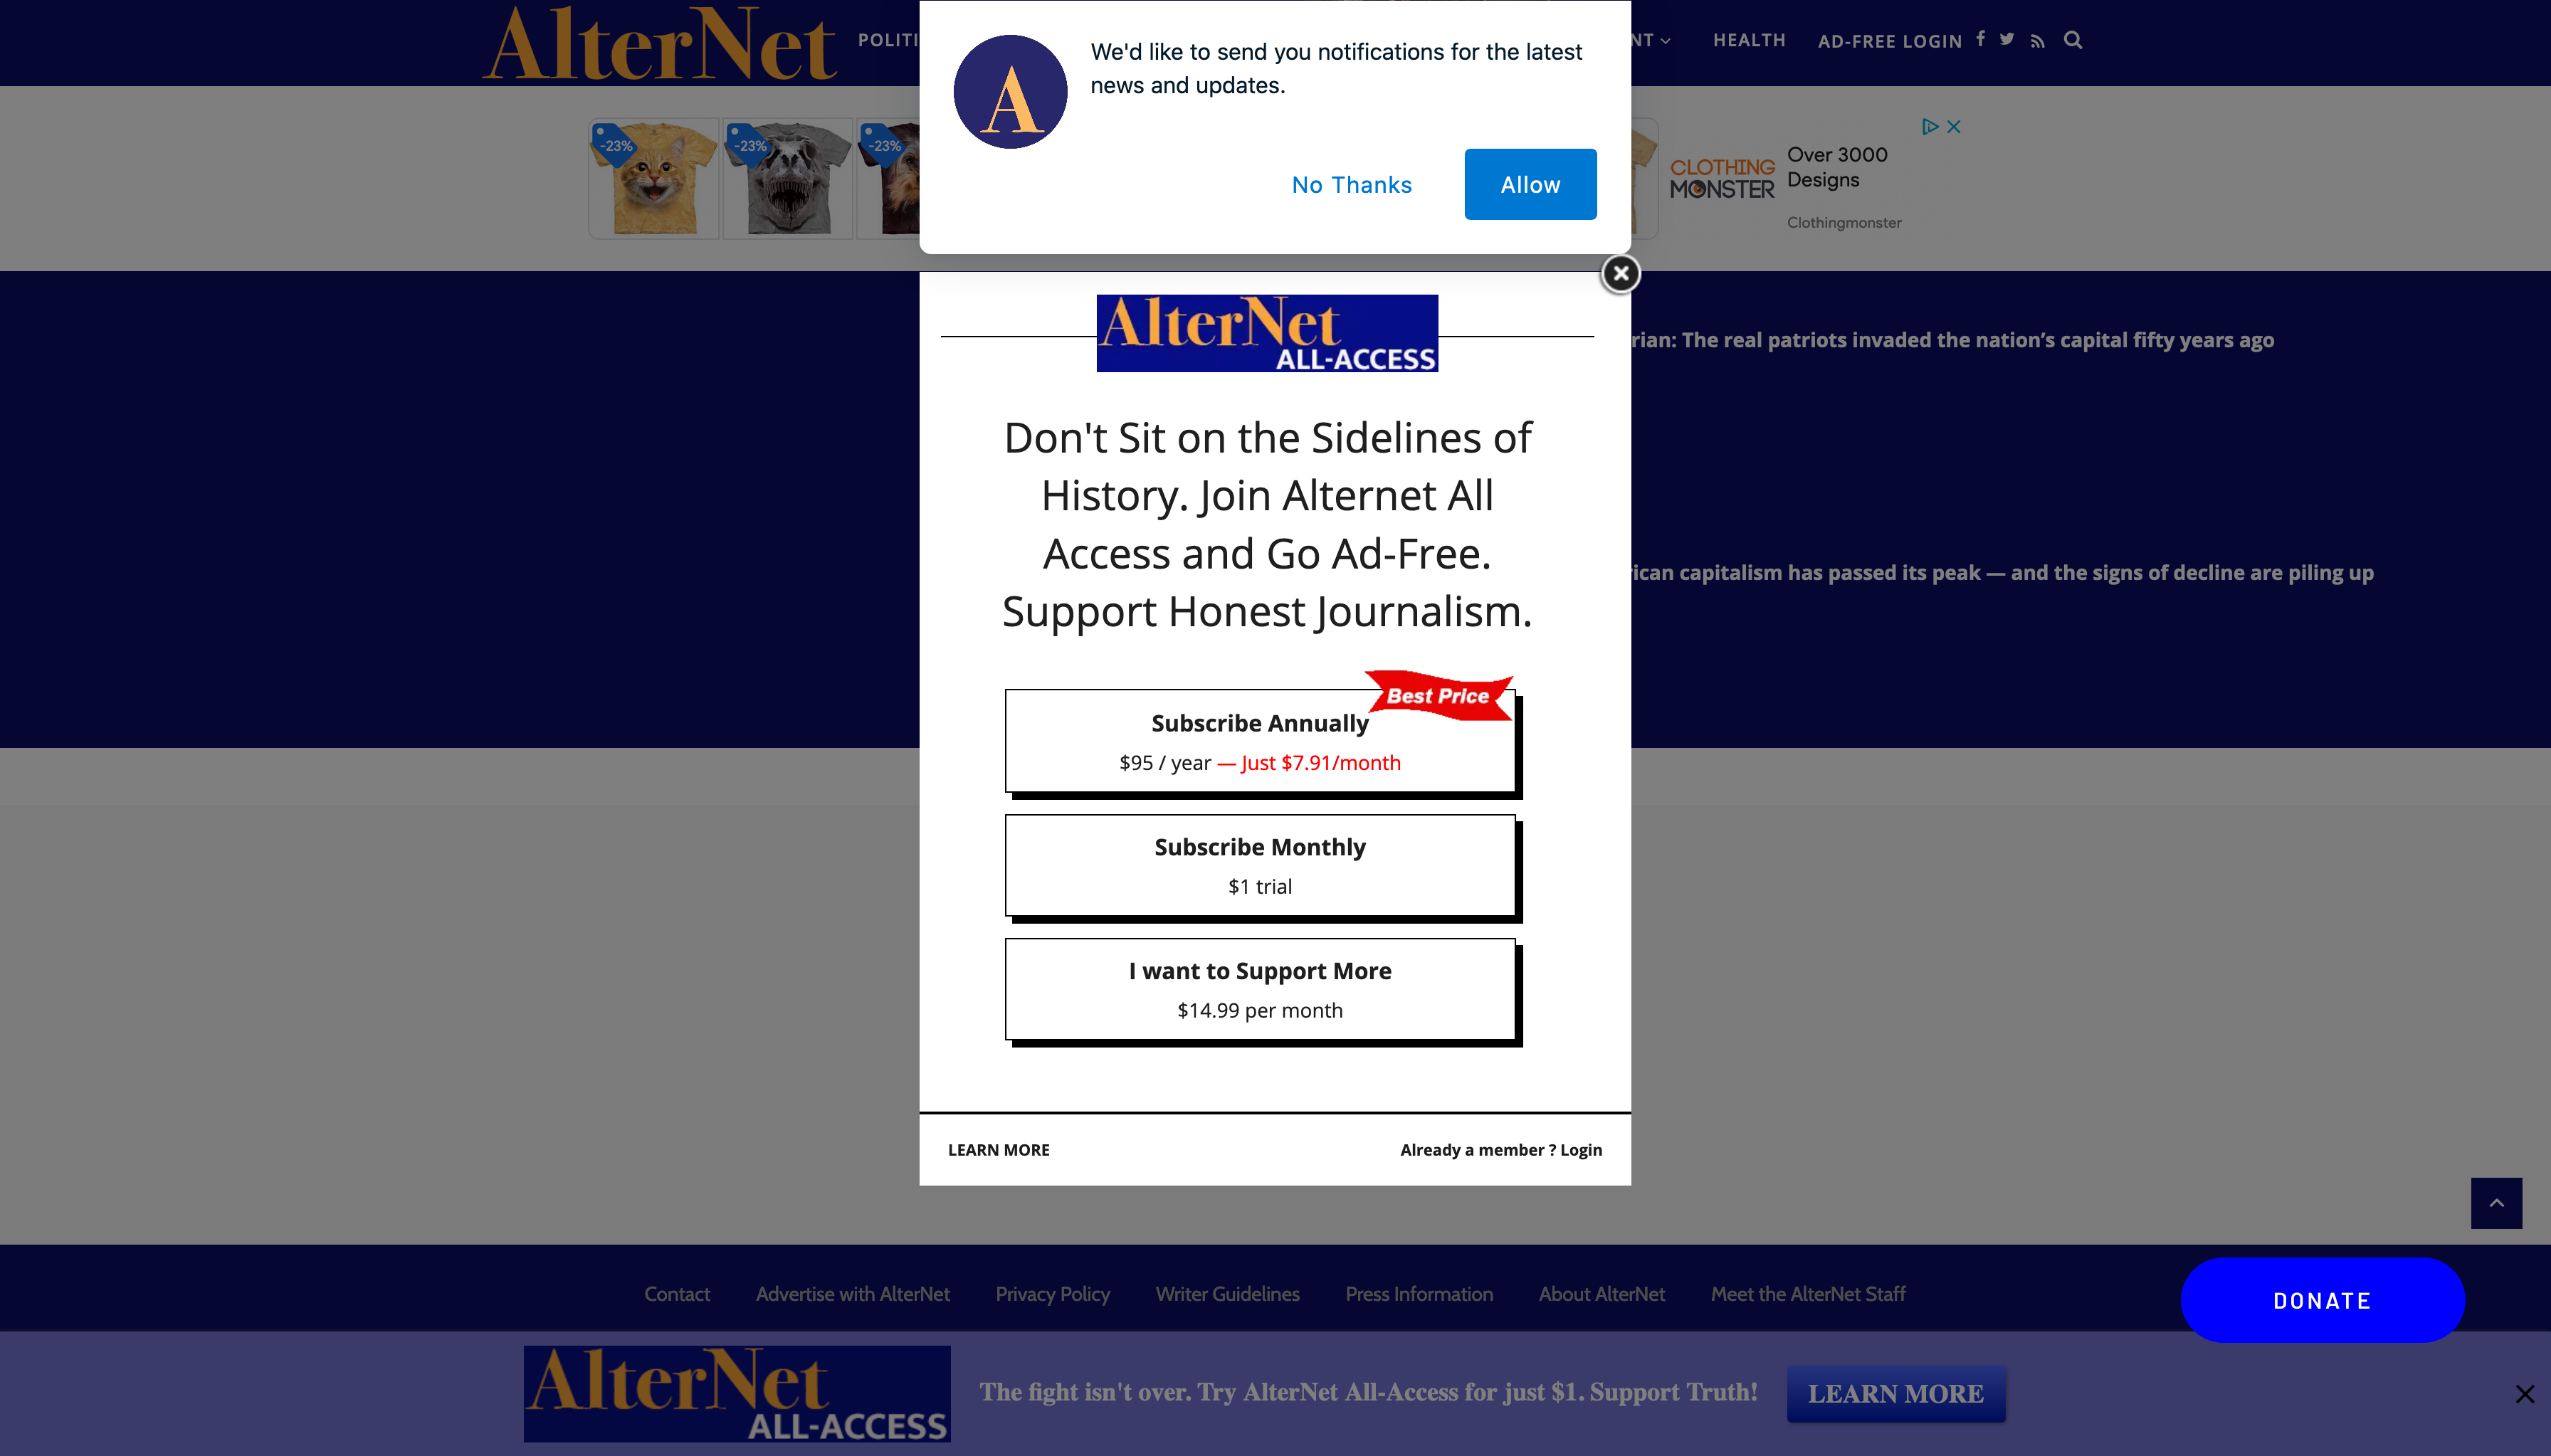 AlterNet
POLITI
NT
HEALTH
AD-FREE LOGIN
We'd like to send you notifications for the latest
news and updates.
No Thanks
Allow
-23%
-23%
-23%
CLOTHING
MONSTER
Over 3000
Designs
Clothingmonster
AlterNet
ALL-ACCESS
rian: The real patriots invaded the nation’s capital fifty years ago
rican capitalism has passed its peak — and the signs of decline are piling up
Don't Sit on the Sidelines of
History. Join Alternet All
Access and Go Ad-Free.
Support Honest Journalism.
Best Price
Subscribe Annually
$95 / year — Just $7.91/month
Subscribe Monthly
$1 trial
I want to Support More
$14.99 per month
LEARN MORE
Already a member ? Login
Contact
Advertise with AlterNet
Privacy Policy
Writer Guidelines
Press Information
About AlterNet
Meet the AlterNet Staff
DONATE
AlterNet
ALL-ACCESS
The fight isn't over. Try AlterNet All-Access for just $1. Support Truth!
LEARN MORE